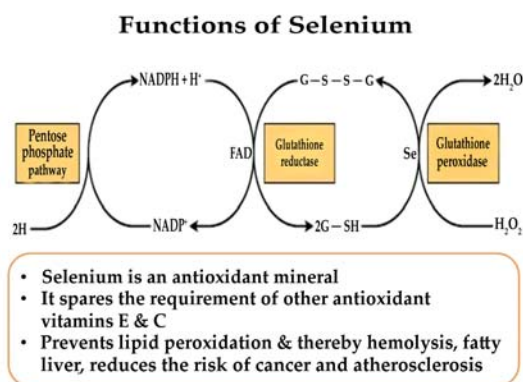 Functions of Selenium
NADPH + H⁺
G – S – S – G
2H₂O
Pentose
phosphate
pathway
FAD
Glutathione
reductase
Se
Glutathione
peroxidase
2H
NADP⁺
2G – SH
H₂O₂
• Selenium is an antioxidant mineral
• It spares the requirement of other antioxidant
vitamins E & C
• Prevents lipid peroxidation & thereby hemolysis, fatty
liver, reduces the risk of cancer and atherosclerosis